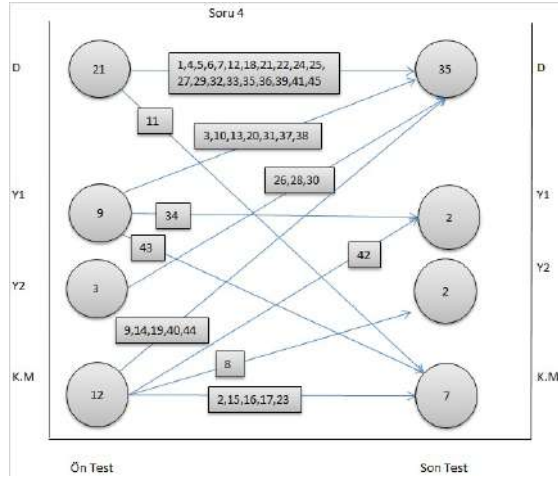 Soru 4
D
21
1,4,5,6,7,12,18,21,22,24,25,
27,29,32,33,35,36,39,41,45
35
D
11
3,10,13,20,31,37,38
26,28,30
Y1
9
34
2
Y1
43
42
Y2
3
2
Y2
9,14,19,40,44
8
K.M
12
2,15,16,17,23
7
K.M
Ön Test
Son Test